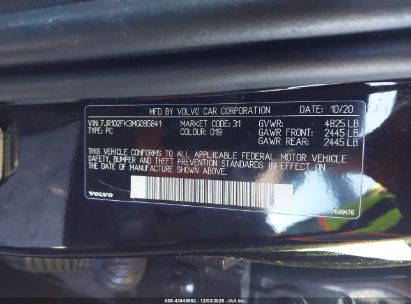 MFD BY VOLVO CAR CORPORATION DATE: 10/20
VIN: 7JR102FK3MG095841 MARKET CODE: 31 GVWR: 4825 LB
TYPE: PC COLOUR: 019 GAWR FRONT: 2445 LB
GAWR REAR: 2445 LB
THIS VEHICLE CONFORMS TO ALL APPLICABLE FEDERAL MOTOR VEHICLE
SAFETY, BUMPER AND THEFT PREVENTION STANDARDS IN EFFECT ON THE
DATE OF MANUFACTURE SHOWN ABOVE.
VOLVO